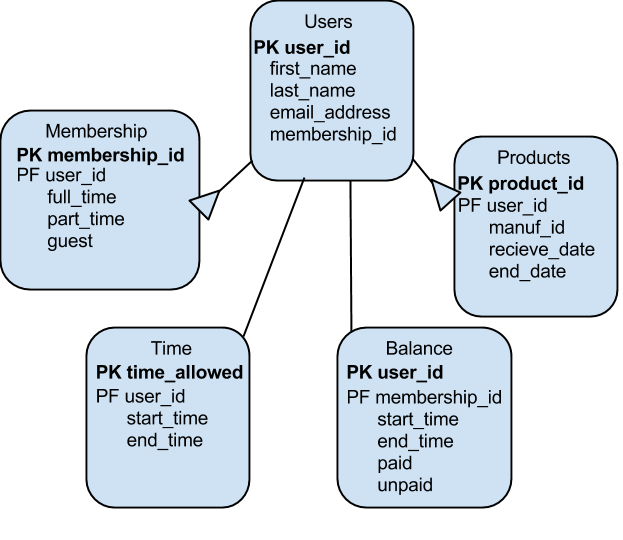 Users
PK user_id
first_name
last_name
email_address
membership_id
Membership
PK membership_id
PF user_id
full_time
part_time
guest
Products
PK product_id
PF user_id
manuf_id
recieve_date
end_date
Time
PK time_allowed
PF user_id
start_time
end_time
Balance
PK user_id
PF membership_id
start_time
end_time
paid
unpaid